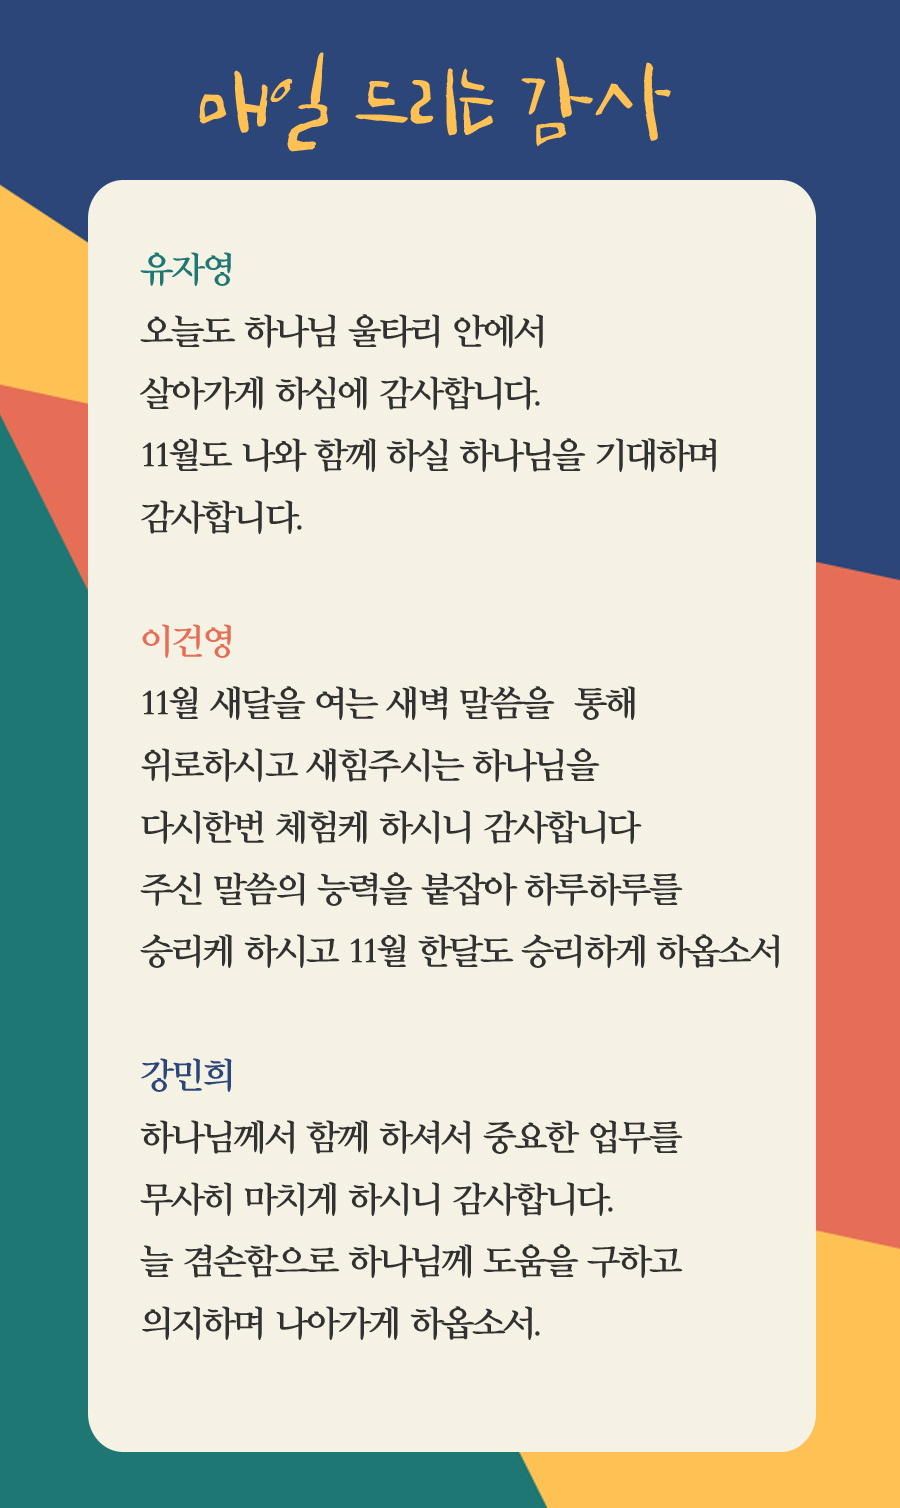 매일 드리는 감사
유자영
오늘도 하나님 울타리 안에서
살아가게 하심에 감사합니다.
11월도 나와 함께 하실 하나님을 기대하며
감사합니다.
이건영
11월 새달을 여는 새벽 말씀을  통해
위로하시고 새힘주시는 하나님을
다시한번 체험케 하시니 감사합니다
주신 말씀의 능력을 붙잡아 하루하루를
승리케 하시고 11월 한달도 승리하게 하옵소서
강민희
하나님께서 함께 하셔서 중요한 업무를
무사히 마치게 하시니 감사합니다.
늘 겸손함으로 하나님께 도움을 구하고
의지하며 나아가게 하옵소서.